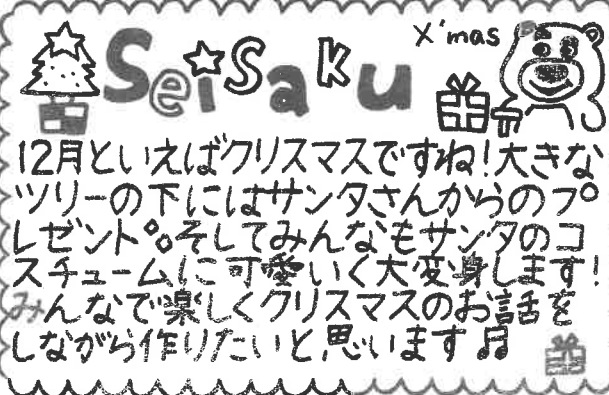 Seisaku
X'mas
12月といえばクリスマスですね！大きな
ツリーの下にはサンタさんからのプ
レゼント°。そしてみんなもサンタのコ
スチュームに可愛いく大変身します！
みんなで楽しくクリスマスのお話を
しながら作りたいと思います♫